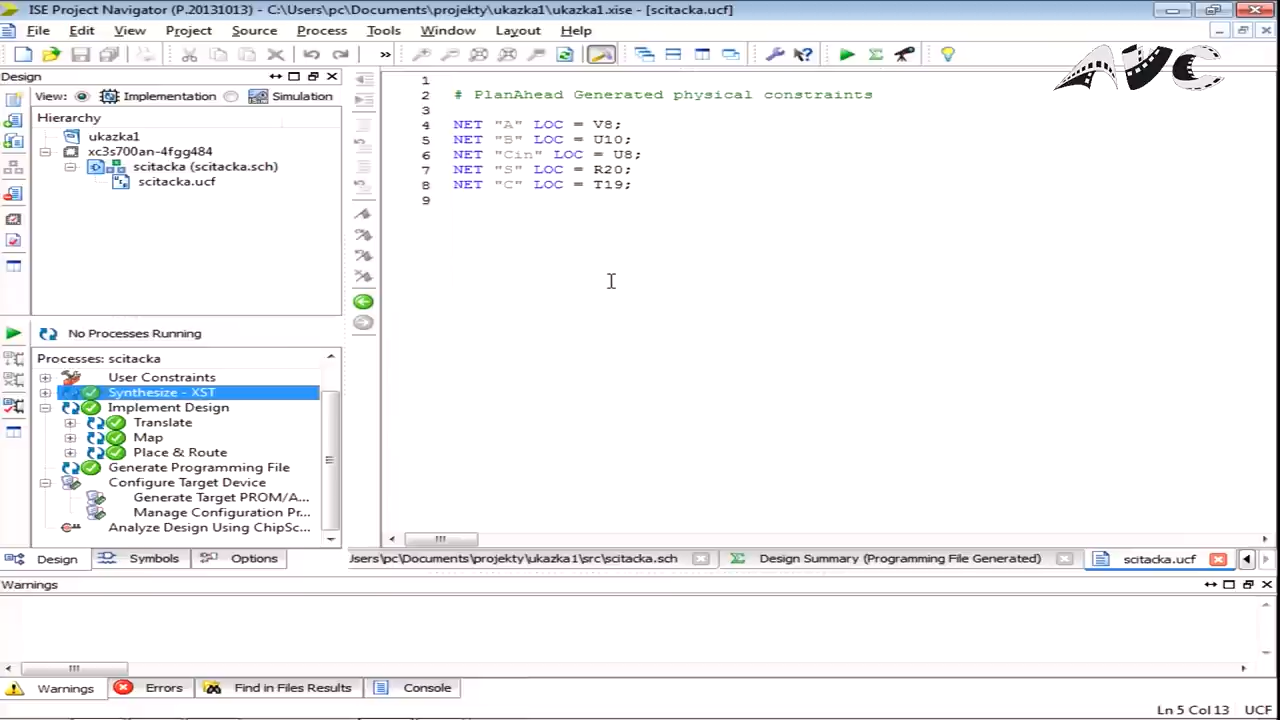 ISE Project Navigator (P.20131013) - C:\Users\pc\Documents\projekty\ukazka1\ukazka1.xise - [scitacka.ucf]
File Edit View Project Source Process Tools Window Layout Help
»
AVC
Design
View: Implementation Simulation
Hierarchy
ukazka1
xc3s700an-4fgg484
scitacka (scitacka.sch)
scitacka.ucf
No Processes Running
Processes: scitacka
User Constraints
Synthesize - XST
Implement Design
Translate
Map
Place & Route
Generate Programming File
Configure Target Device
Generate Target PROM/A...
Manage Configuration Pr...
Analyze Design Using ChipSc...
Design Symbols Options
1
2 # PlanAhead Generated physical constraints
3
4 NET "A" LOC = V8;
5 NET "B" LOC = U10;
6 NET "Cin" LOC = U8;
7 NET "S" LOC = R20;
8 NET "C" LOC = T19;
9
Jsers\pc\Documents\projekty\ukazka1\src\scitacka.sch Design Summary (Programming File Generated) scitacka.ucf
Warnings
Warnings Errors Find in Files Results Console
Ln 5 Col 13 UCF